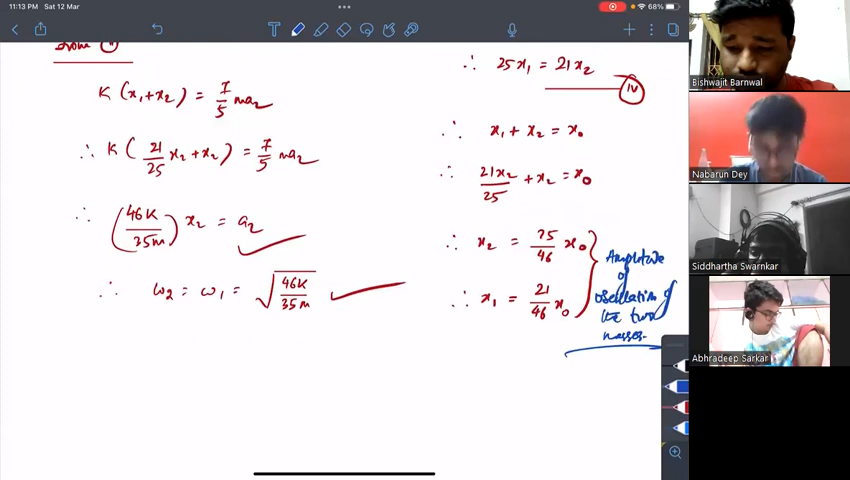 11:13 PM Sat 12 Mar
68%
from (II)
K(x₁+x₂) = 7/5 ma₂
∴ K(21/25 x₂+x₂) = 7/5 ma₂
∴ (46K/35m) x₂ = a₂
∴ ω₂ = ω₁ = √(46K/35m)
∴ 25x₁ = 21x₂
(IV)
∴ x₁ + x₂ = x₀
∴ 21x₂/25 + x₂ = x₀
∴ x₂ = 25/46 x₀
∴ x₁ = 21/46 x₀
Amplitude
of
oscillation of
the two
masses.
Bishwajit Barnwal
Nabarun Dey
Siddhartha Swarnkar
Abhradeep Sarkar